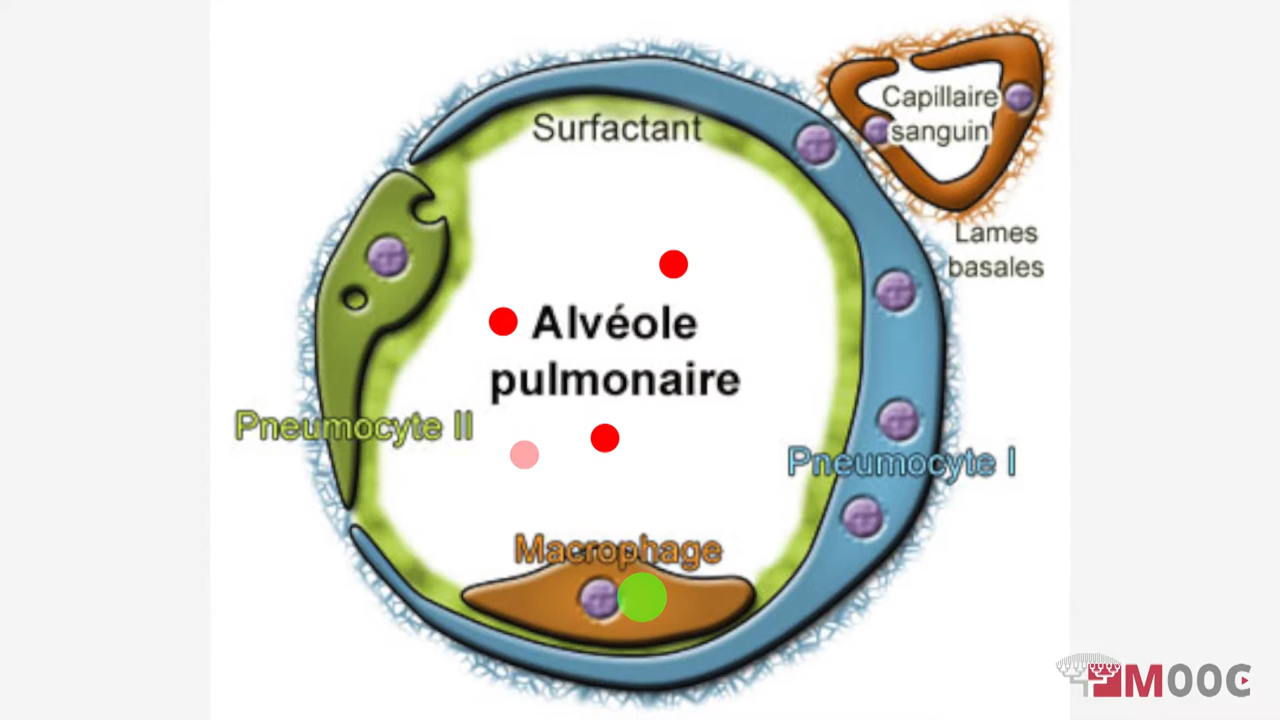 Capillaire
sanguin
Surfactant
Lames
basales
Alvéole
pulmonaire
Pneumocyte II
Pneumocyte I
Macrophage
MOOC